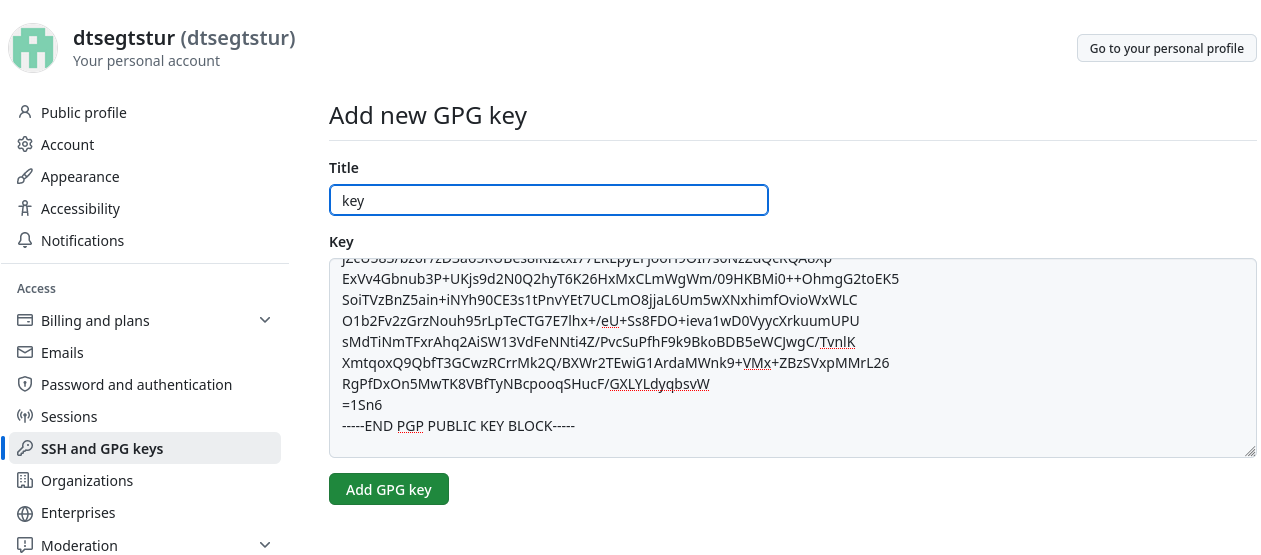 dtsegtstur (dtsegtstur)
Your personal account
Go to your personal profile
Public profile
Account
Appearance
Accessibility
Notifications
Access
Billing and plans
Emails
Password and authentication
Sessions
SSH and GPG keys
Organizations
Enterprises
Moderation
Add new GPG key
Title
key
Key
ExVv4Gbnub3P+UKjs9d2N0Q2hyT6K26HxMxCLmWgWm/09HKBMi0++OhmgG2toEK5
SoiTVzBnZ5ain+iNYh90CE3s1tPnvYEt7UCLmO8jjaL6Um5wXNxhimfOvioWxWLC
O1b2Fv2zGrzNouh95rLpTeCTG7E7lhx+/eU+Ss8FDO+ieva1wD0VyycXrkuumUPU
sMdTiNmTFxrAhq2AiSW13VdFeNNti4Z/PvcSuPfhF9k9BkoBDB5eWCJwgC/TvnlK
XmtqoxQ9QbfT3GCwzRCrrMk2Q/BXWr2TEwiG1ArdaMWnk9+VMx+ZBzSVxpMMrL26
RgPfDxOn5MwTK8VBfTyNBcpooqSHucF/GXLYLdyqbsvW
=1Sn6
-----END PGP PUBLIC KEY BLOCK-----
Add GPG key